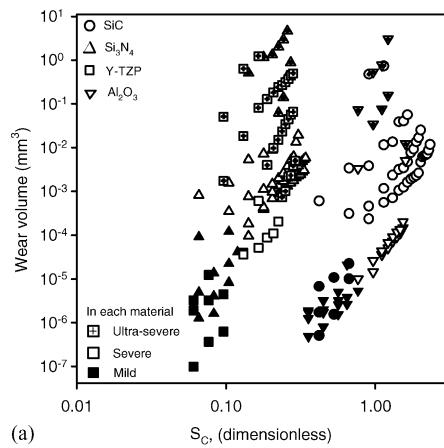 SiC
Si₃N₄
Y-TZP
Al₂O₃
10¹
10⁰
10⁻¹
10⁻²
10⁻³
10⁻⁴
10⁻⁵
10⁻⁶
10⁻⁷
Wear volume (mm³)
In each material
Ultra-severe
Severe
Mild
0.01
0.10
1.00
(a)
S_C, (dimensionless)